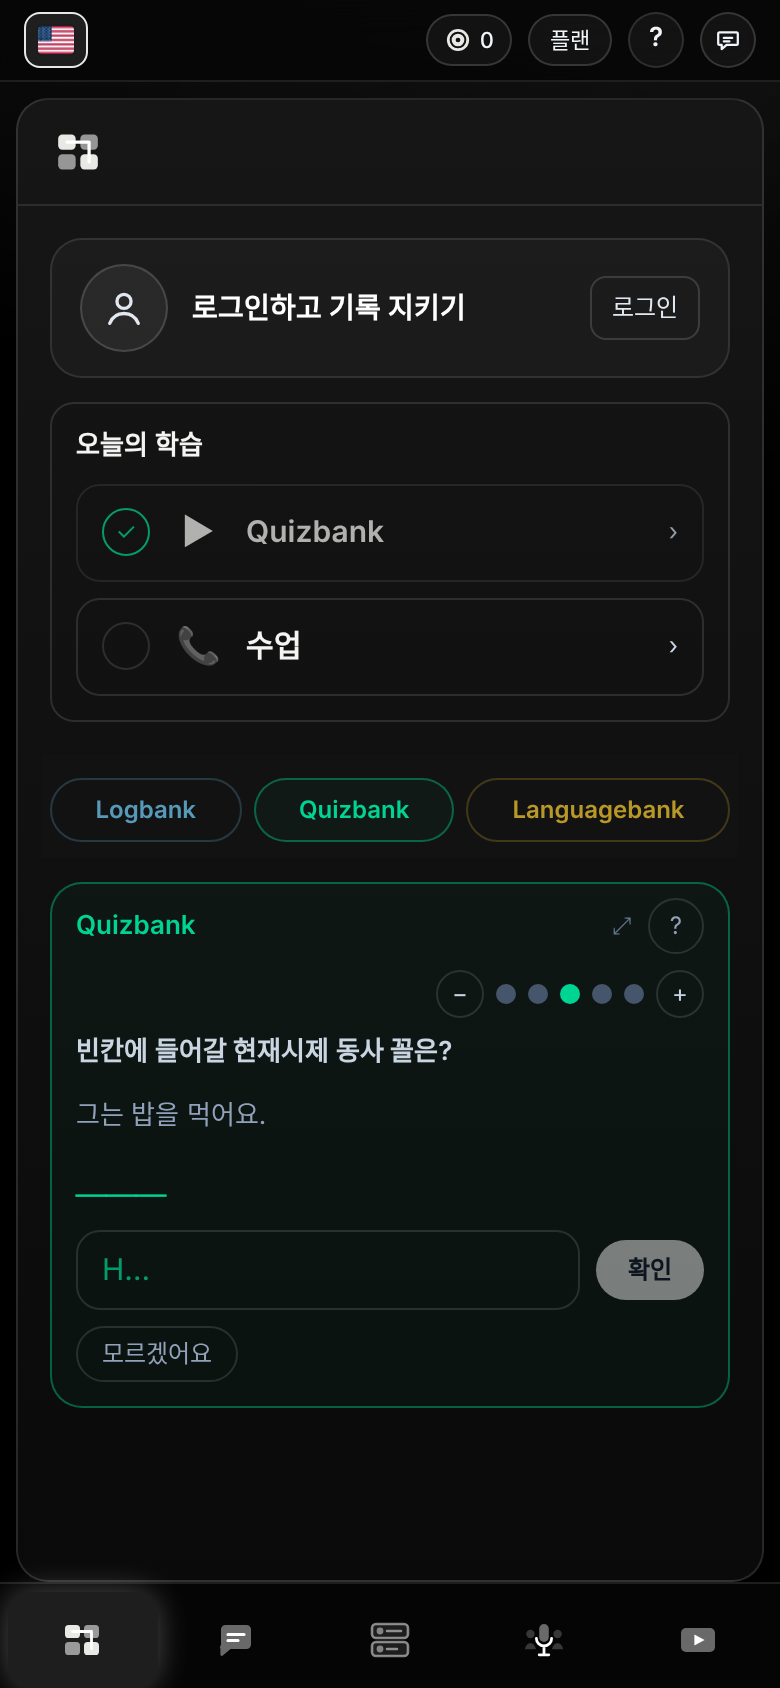 0
플랜
?
로그인하고 기록 지키기
로그인
오늘의 학습
Quizbank
›
수업
›
Logbank
Quizbank
Languagebank
Quizbank
?
−
+
빈칸에 들어갈 현재시제 동사 꼴은?
그는 밥을 먹어요.
______
H...
확인
모르겠어요